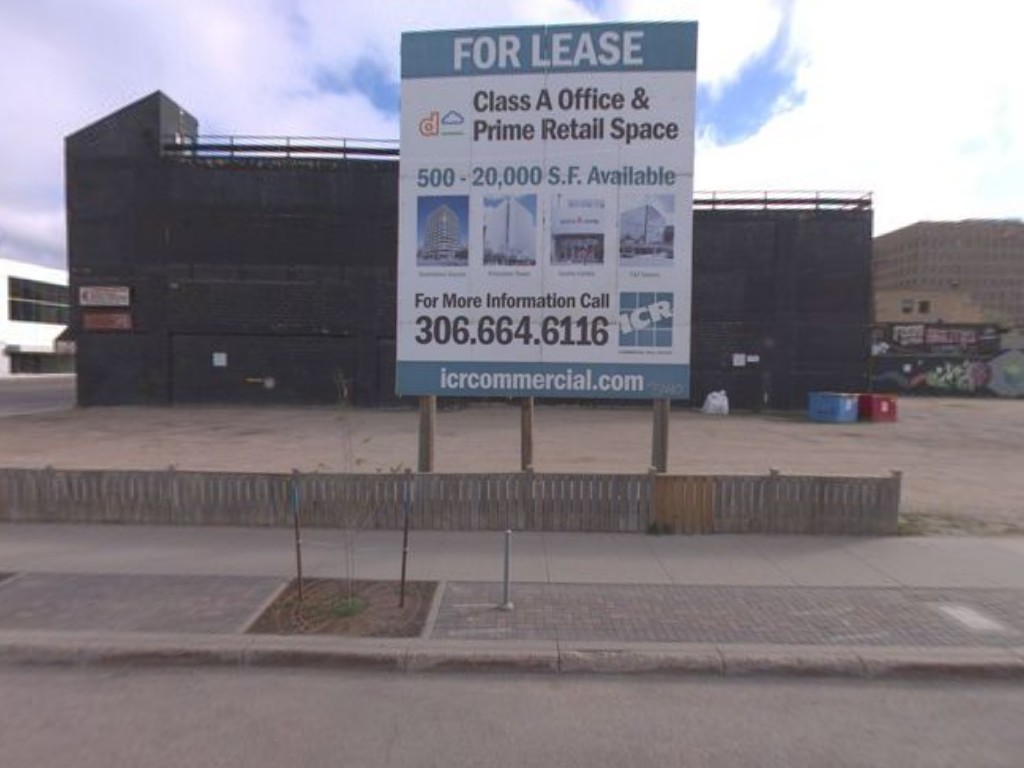 FOR LEASE
Class A Office &
Prime Retail Space
d
500 - 20,000 S.F. Available
For More Information Call
306.664.6116
ICR
icrcommercial.com